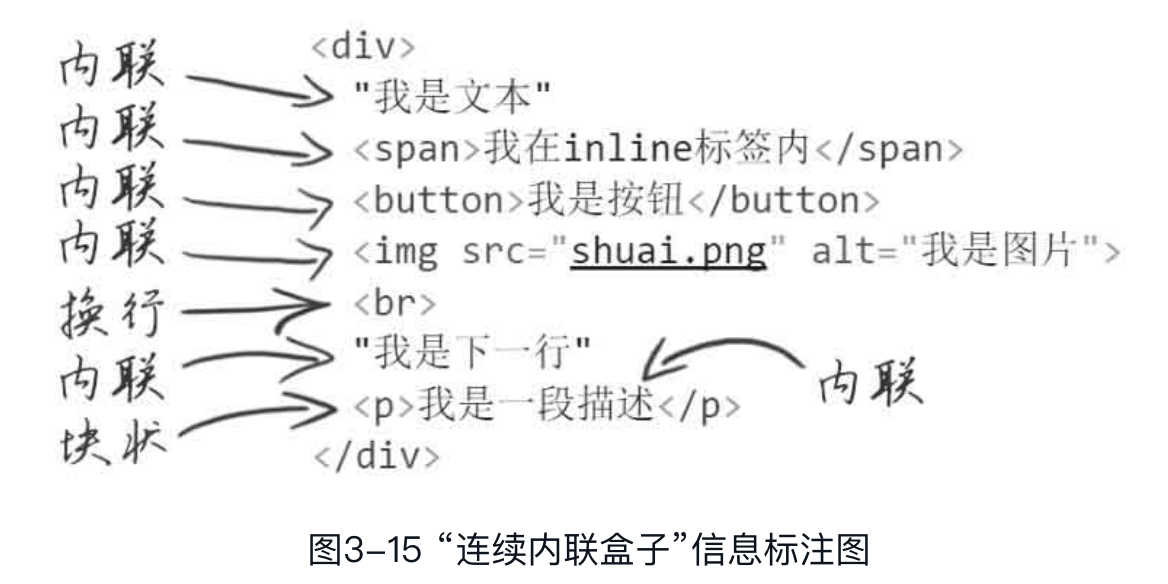 <div>
内联 "我是文本"
内联 <span>我在inline标签内</span>
内联 <button>我是按钮</button>
内联 <img src="shuai.png" alt="我是图片">
换行 <br>
内联 "我是下一行"
块状 <p>我是一段描述</p> 内联
</div>
图3-15 “连续内联盒子”信息标注图